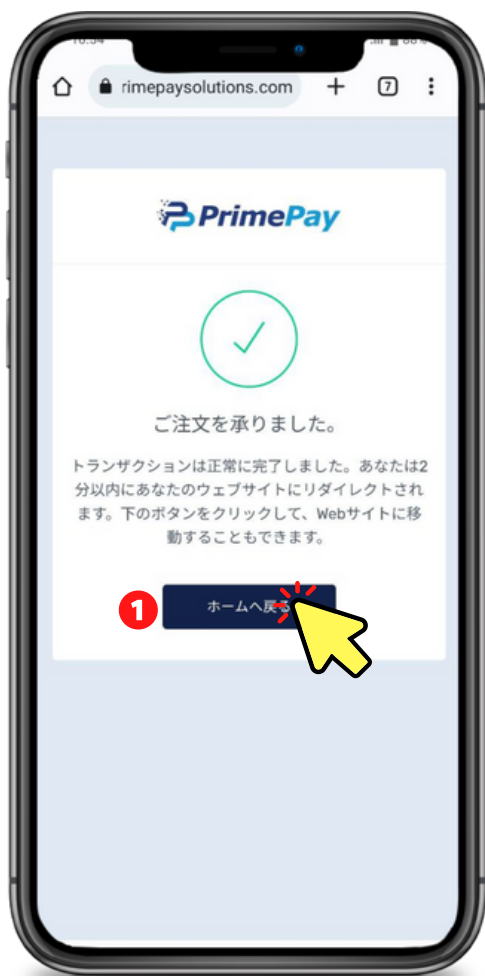 rimepaysolutions.com
7
PrimePay
ご注文を承りました。
トランザクションは正常に完了しました。あなたは2
分以内にあなたのウェブサイトにリダイレクトされ
ます。下のボタンをクリックして、Webサイトに移
動することもできます。
1
ホームへ戻る